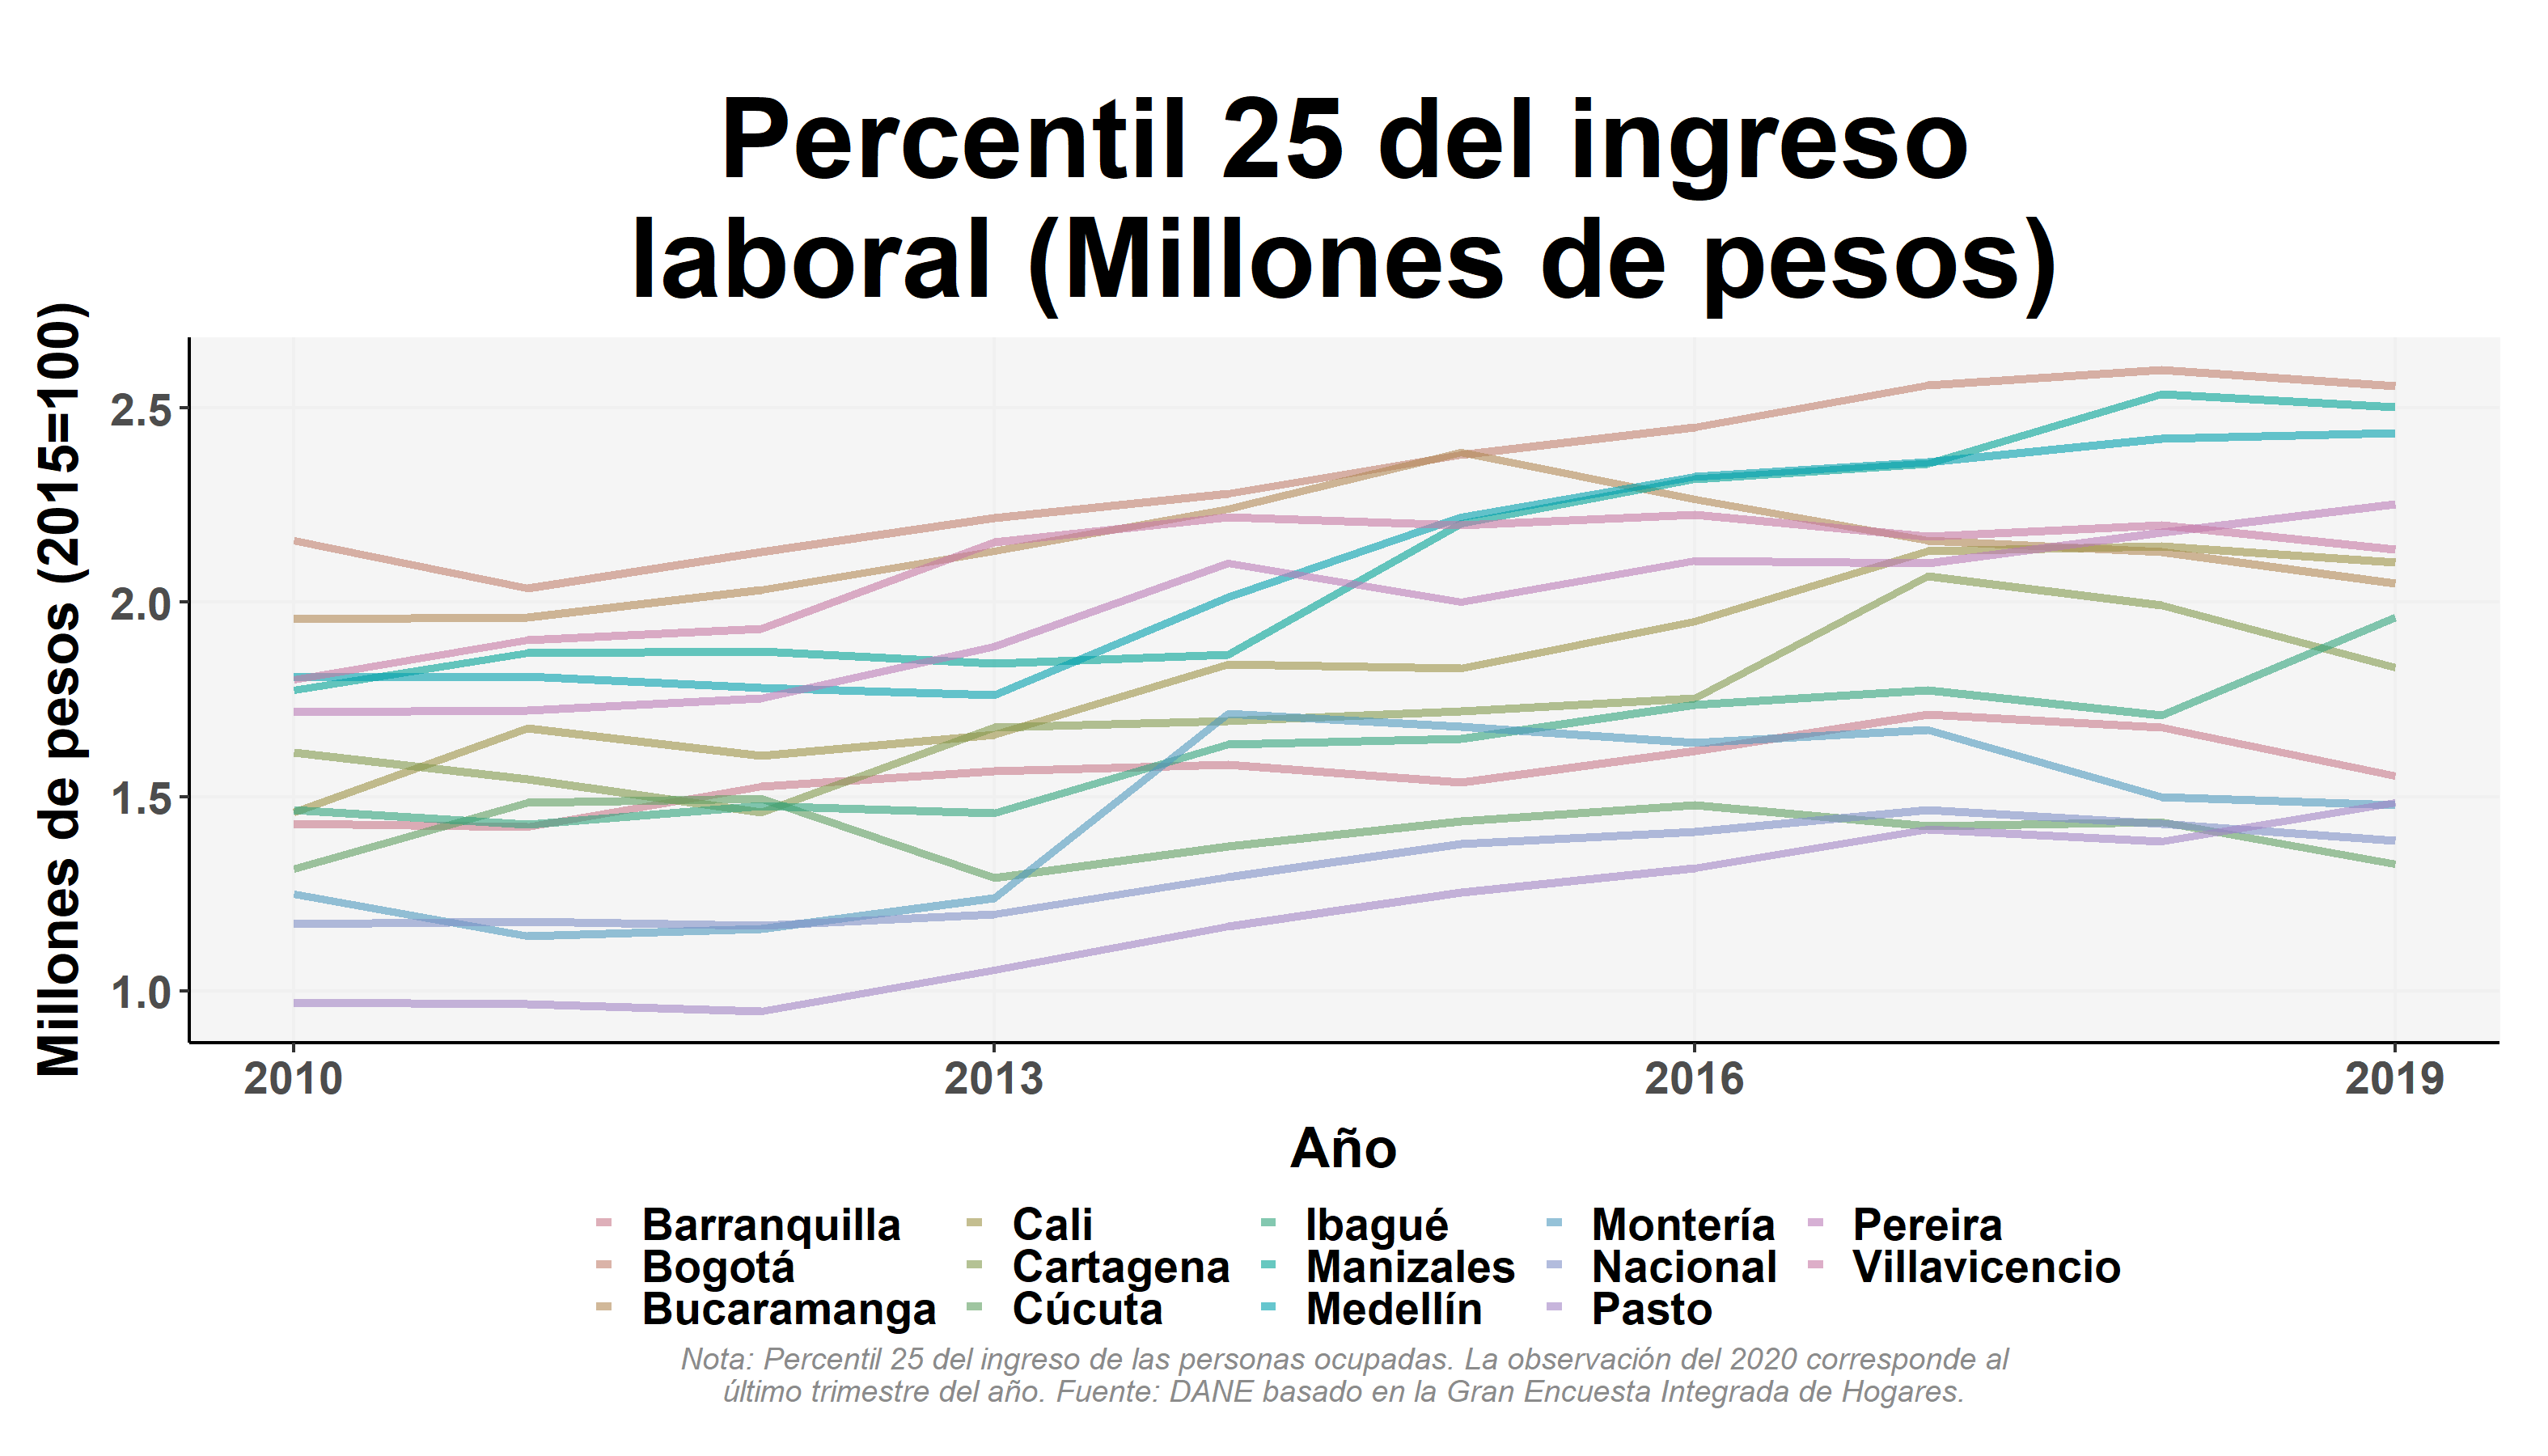 Percentil 25 del ingreso
laboral (Millones de pesos)
Millones de pesos (2015=100)
2.5
2.0
1.5
1.0
2010 2013 2016 2019
Año
Barranquilla Cali Ibagué Montería Pereira
Bogotá Cartagena Manizales Nacional Villavicencio
Bucaramanga Cúcuta Medellín Pasto
Nota: Percentil 25 del ingreso de las personas ocupadas. La observación del 2020 corresponde al
último trimestre del año. Fuente: DANE basado en la Gran Encuesta Integrada de Hogares.